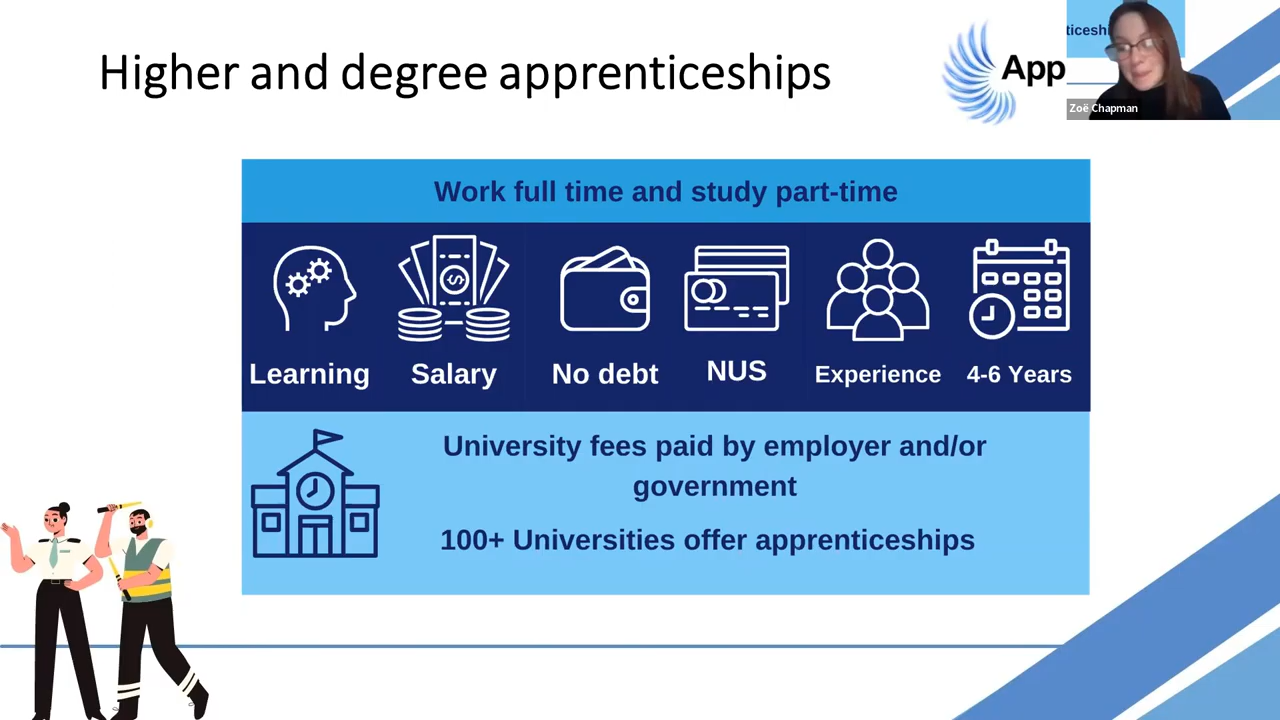 Higher and degree apprenticeships
App
ticeshi
Zoë Chapman
Work full time and study part-time
Learning
Salary
No debt
NUS
Experience
4-6 Years
University fees paid by employer and/or
government
100+ Universities offer apprenticeships